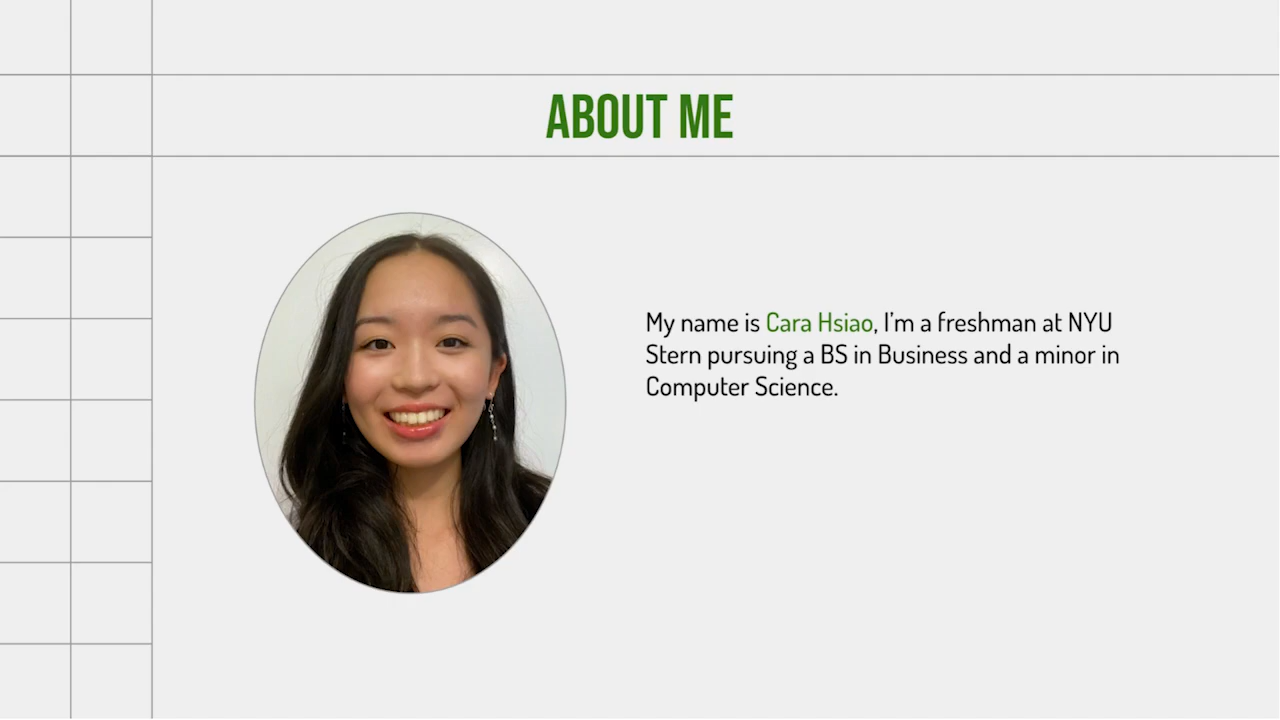 ABOUT ME
My name is Cara Hsiao, I’m a freshman at NYU
Stern pursuing a BS in Business and a minor in
Computer Science.